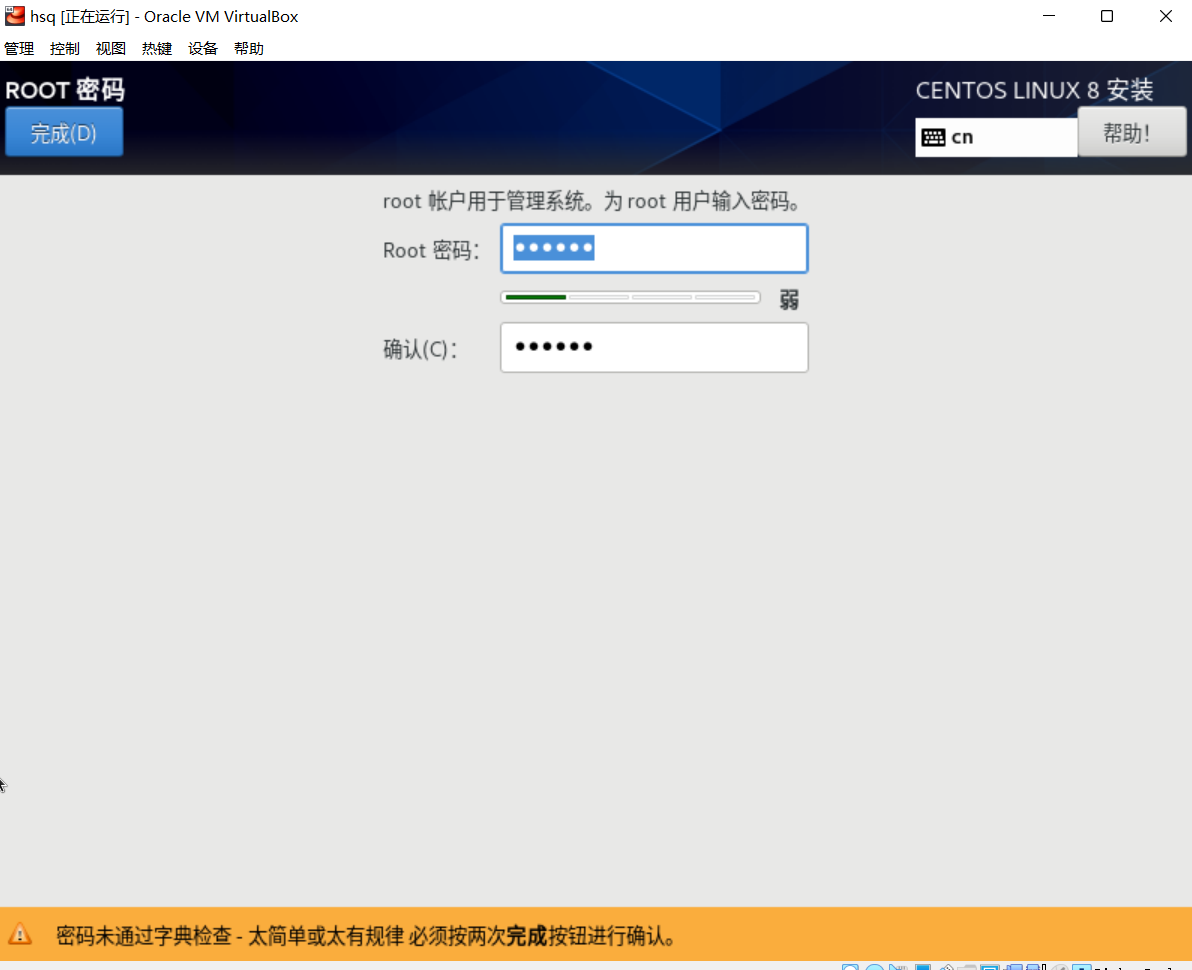 hsq [正在运行] - Oracle VM VirtualBox
管理 控制 视图 热键 设备 帮助
ROOT 密码
CENTOS LINUX 8 安装
完成(D)
cn
帮助！
root 帐户用于管理系统。为 root 用户输入密码。
Root 密码：
弱
确认(C)：
密码未通过字典检查 - 太简单或太有规律 必须按两次完成按钮进行确认。